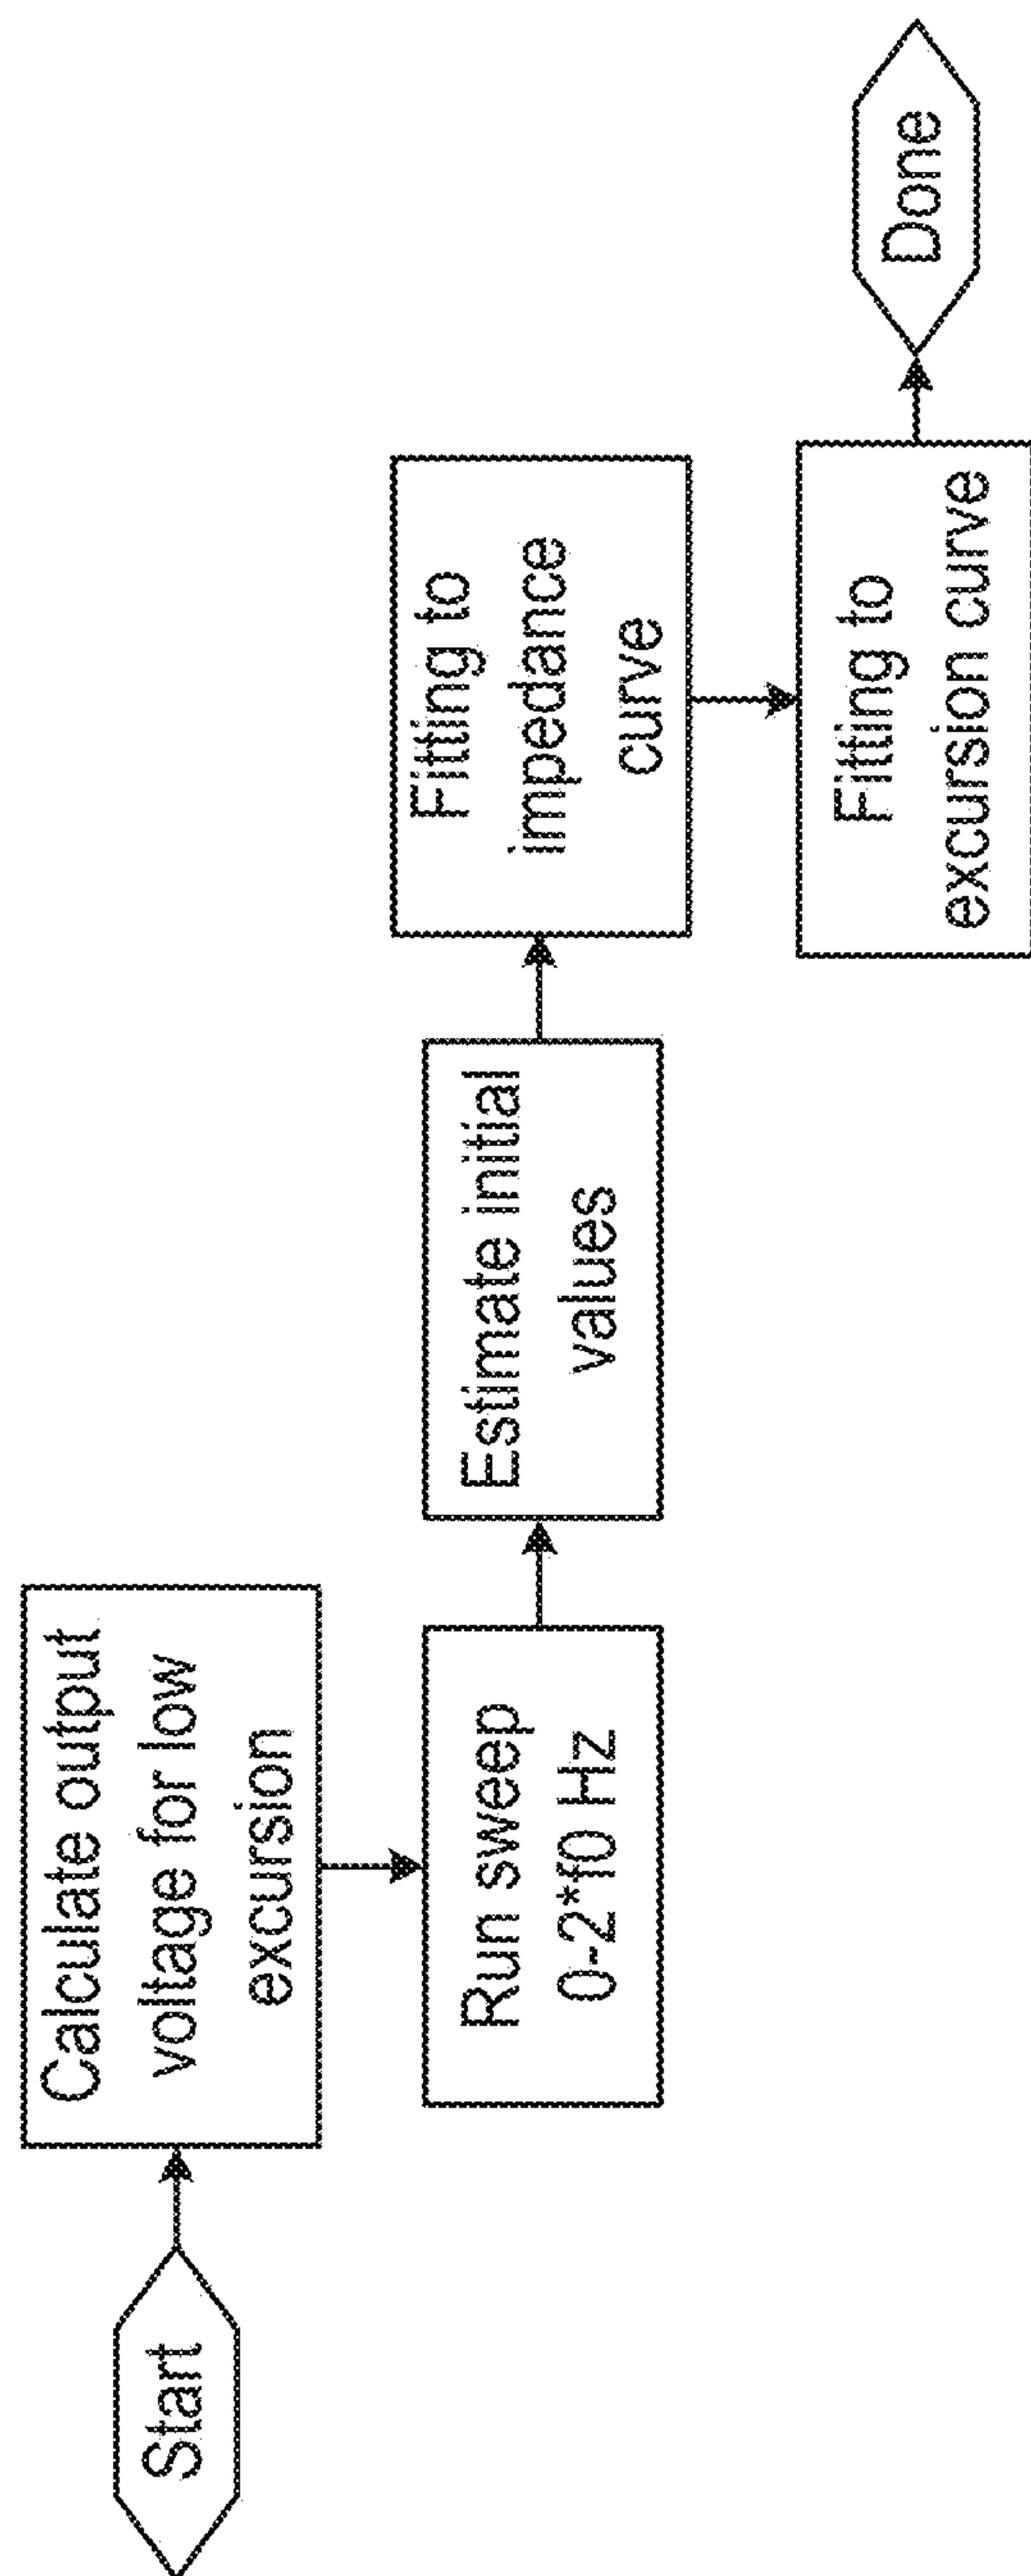 Start
Calculate output
voltage for low
excursion
Run sweep
0-2*f0 Hz
Estimate initial
values
Fitting to
impedance
curve
Fitting to
excursion curve
Done